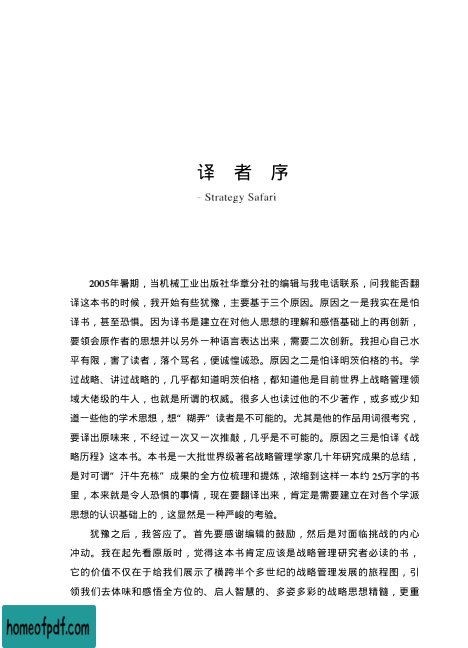 译 者 序
- Strategy Safari
2005年暑期，当机械工业出版社华章分社的编辑与我电话联系，问我能否翻
译这本书的时候，我开始有些犹豫，主要基于三个原因。原因之一是我实在是怕
译书，甚至恐惧。因为译书是建立在对他人思想的理解和感悟基础上的再创新，
要领会原作者的思想并以另外一种语言表达出来，需要二次创新。我担心自己水
平有限，害了读者，落个骂名，便诚惶诚恐。原因之二是怕译明茨伯格的书。学
过战略、讲过战略的，几乎都知道明茨伯格，都知道他是目前世界上战略管理领
域大佬级的牛人，也就是所谓的权威。很多人也读过他的不少著作，或多或少知
道一些他的学术思想，想“糊弄”读者是不可能的。尤其是他的作品用词很考究，
要译出原味来，不经过一次又一次推敲，几乎是不可能的。原因之三是怕译《战
略历程》这本书。本书是一大批世界级著名战略管理学家几十年研究成果的总结，
是对可谓“汗牛充栋”成果的全方位梳理和提炼，浓缩到这样一本约 25万字的书
里，本来就是令人恐惧的事情，现在要翻译出来，肯定是需要建立在对各个学派
思想的认识基础上的，这显然是一种严峻的考验。
犹豫之后，我答应了。首先要感谢编辑的鼓励，然后是对面临挑战的内心
冲动。我在起先看原版时，觉得这本书肯定应该是战略管理研究者必读的书，
它的价值不仅在于给我们展示了横跨半个多世纪的战略管理发展的旅程图，引
领我们去体味和感悟全方位的、启人智慧的、多姿多彩的战略思想精髓，更重
homeofpdf.com